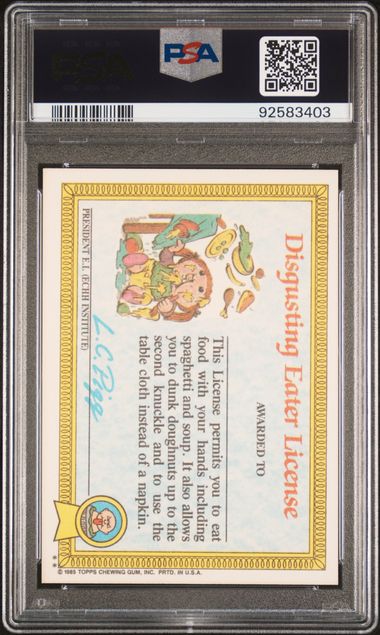 PSA
92583403
Disgusting Eater License
AWARDED TO
This License permits you to eat
food with your hands including
spaghetti and soup. It also allows
you to dunk doughnuts up to the
second knuckle and to use the
table cloth instead of a napkin.
I. C. Pigg
PRESIDENT E.I. (ECHH INSTITUTE)
** © 1985 TOPPS CHEWING GUM, INC. PRTD. IN U.S.A.